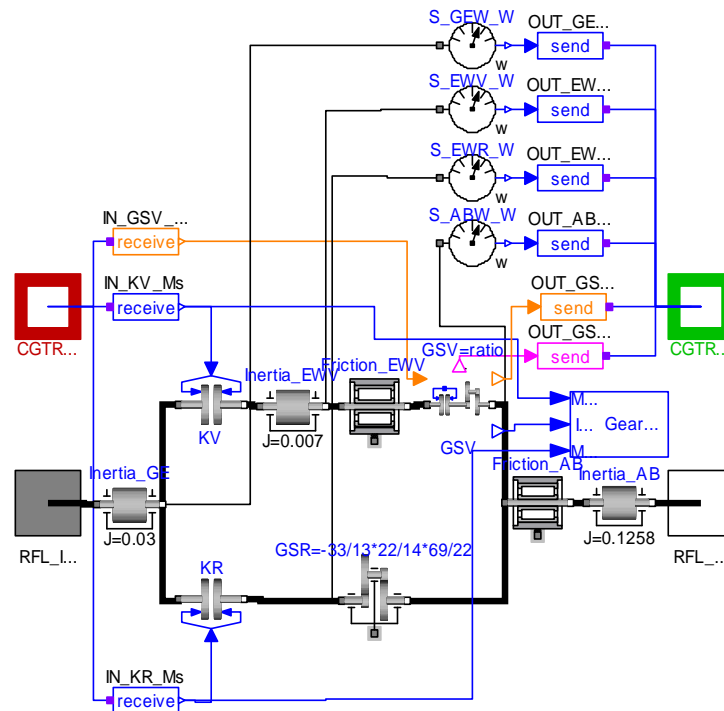 S_GEW_W
OUT_GE...
send
w
S_EWV_W
OUT_EW...
send
w
S_EWR_W
OUT_EW...
send
w
S_ABW_W
OUT_AB...
send
w
IN_GSV_...
receive
IN_KV_Ms
receive
OUT_GS...
send
OUT_GS...
send
CGTR...
CGTR...
GSV=ratio
Friction_EWV
Inertia_EWV
J=0.007
KV
M...
I...
M...
Gear...
GSV
Friction_AB
Inertia_AB
J=0.1258
Inertia_GE
J=0.03
RFL_I...
RFL_...
GSR=-33/13*22/14*69/22
KR
IN_KR_Ms
receive